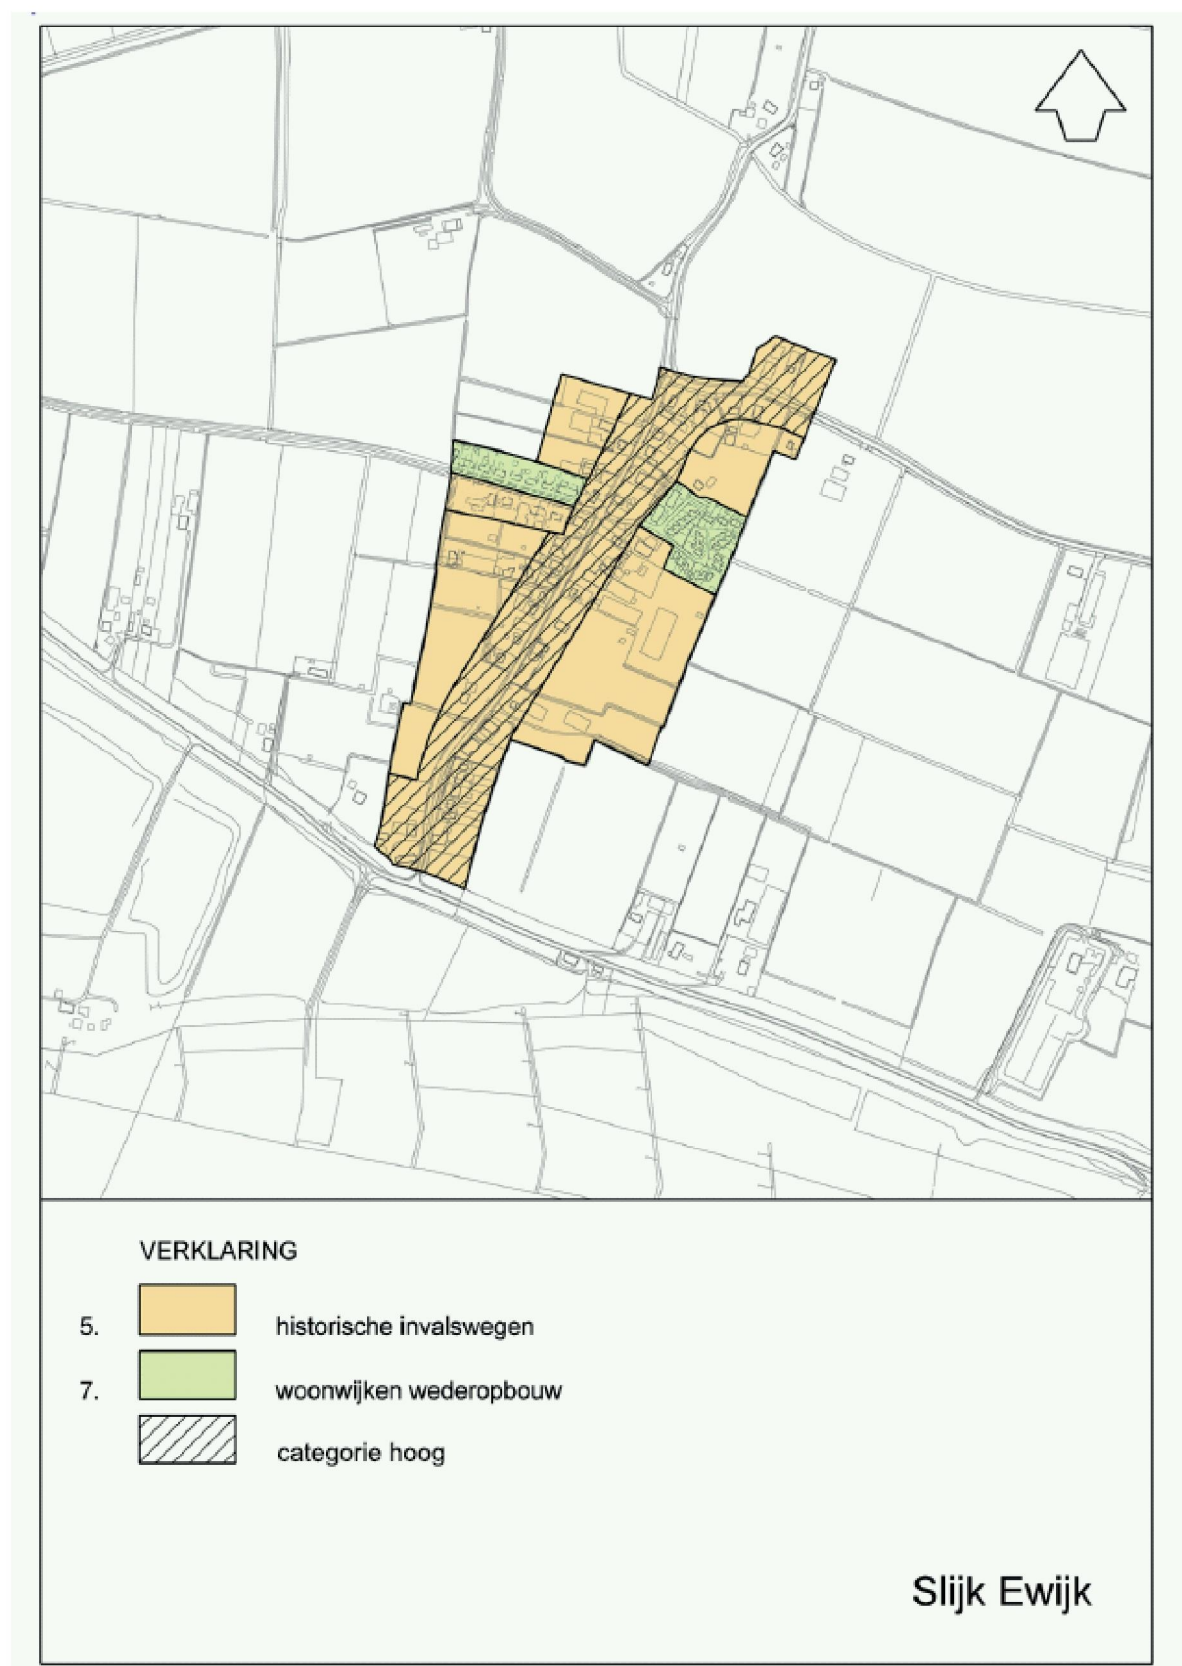 VERKLARING
5. historische invalswegen
7. woonwijken wederopbouw
categorie hoog
Slijk Ewijk